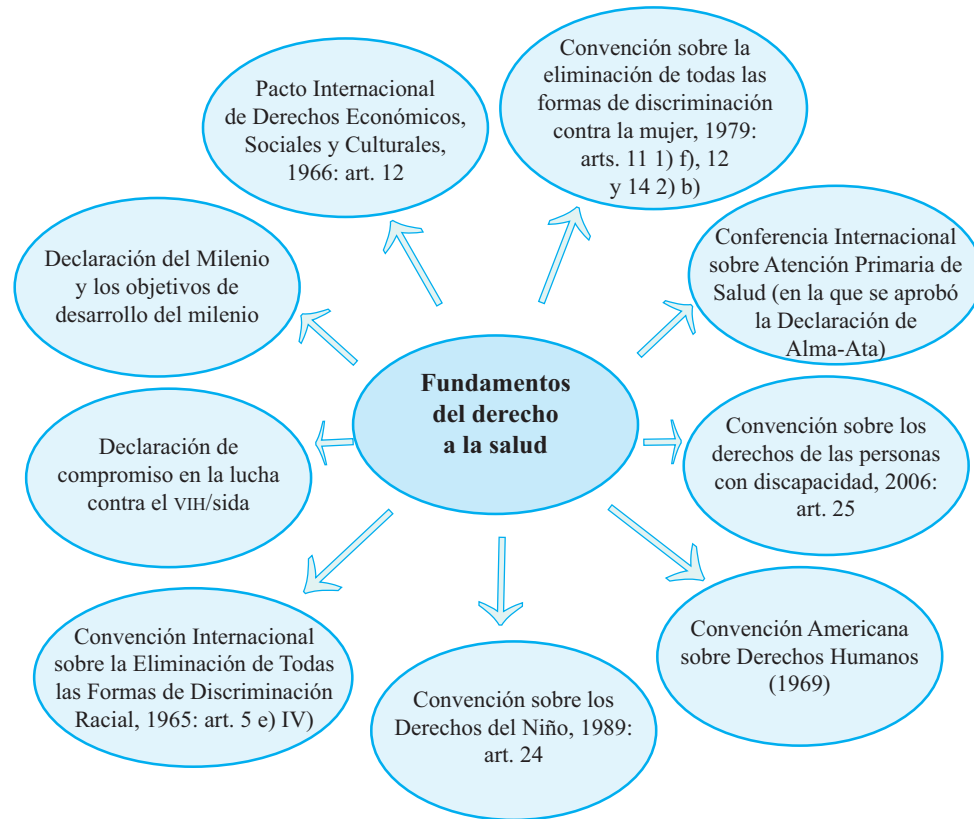 Pacto Internacional
de Derechos Económicos,
Sociales y Culturales,
1966: art. 12
Convención sobre la
eliminación de todas las
formas de discriminación
contra la mujer, 1979:
arts. 11 1) f), 12
y 14 2) b)
Declaración del Milenio
y los objetivos de
desarrollo del milenio
Conferencia Internacional
sobre Atención Primaria de
Salud (en la que se aprobó
la Declaración de
Alma-Ata)
Fundamentos
del derecho
a la salud
Declaración de
compromiso en la lucha
contra el VIH/sida
Convención sobre los
derechos de las personas
con discapacidad, 2006:
art. 25
Convención Internacional
sobre la Eliminación de Todas
las Formas de Discriminación
Racial, 1965: art. 5 e) IV)
Convención sobre los
Derechos del Niño, 1989:
art. 24
Convención Americana
sobre Derechos Humanos
(1969)